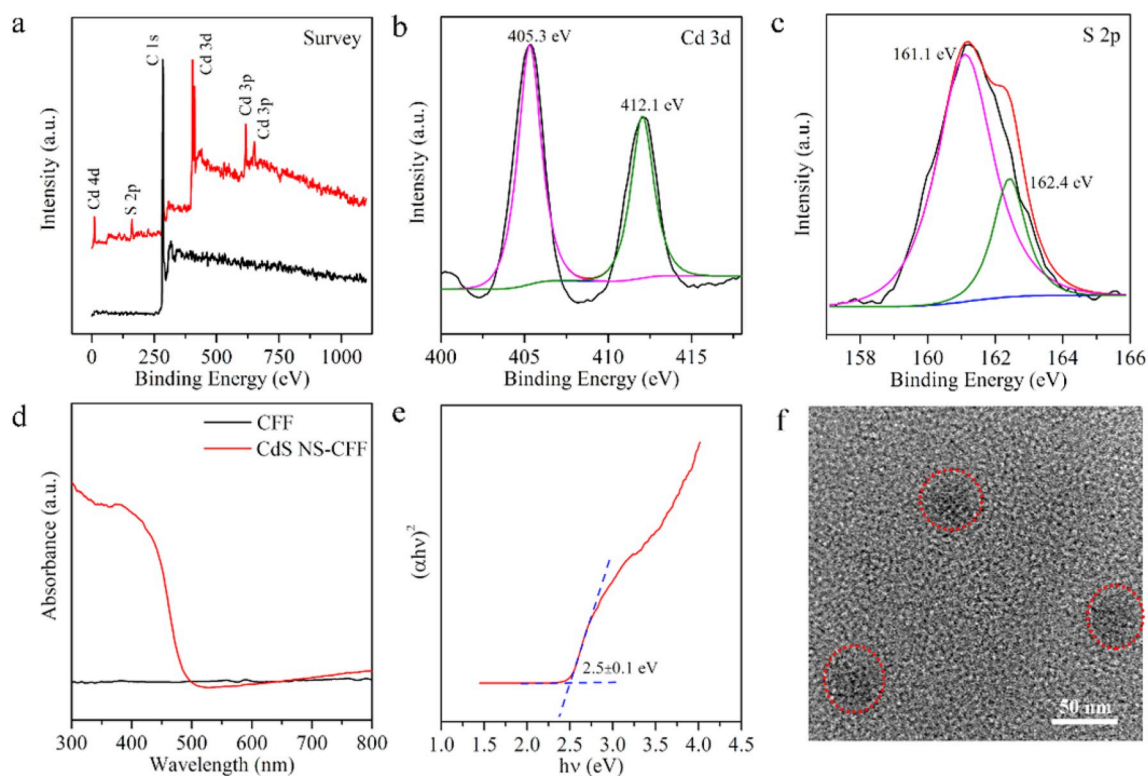 a
Survey
C 1s
Cd 3d
Cd 3p
Cd 3p
Cd 4d
S 2p
Intensity (a.u.)
0 250 500 750 1000
Binding Energy (eV)
b
Cd 3d
405.3 eV
412.1 eV
Intensity (a.u.)
400 405 410 415
Binding Energy (eV)
c
S 2p
161.1 eV
162.4 eV
Intensity (a.u.)
158 160 162 164 166
Binding Energy (eV)
d
CFF
CdS NS-CFF
Absorbance (a.u.)
300 400 500 600 700 800
Wavelength (nm)
e
(αhν)²
2.5±0.1 eV
1.0 1.5 2.0 2.5 3.0 3.5 4.0 4.5
hν (eV)
f
50 nm